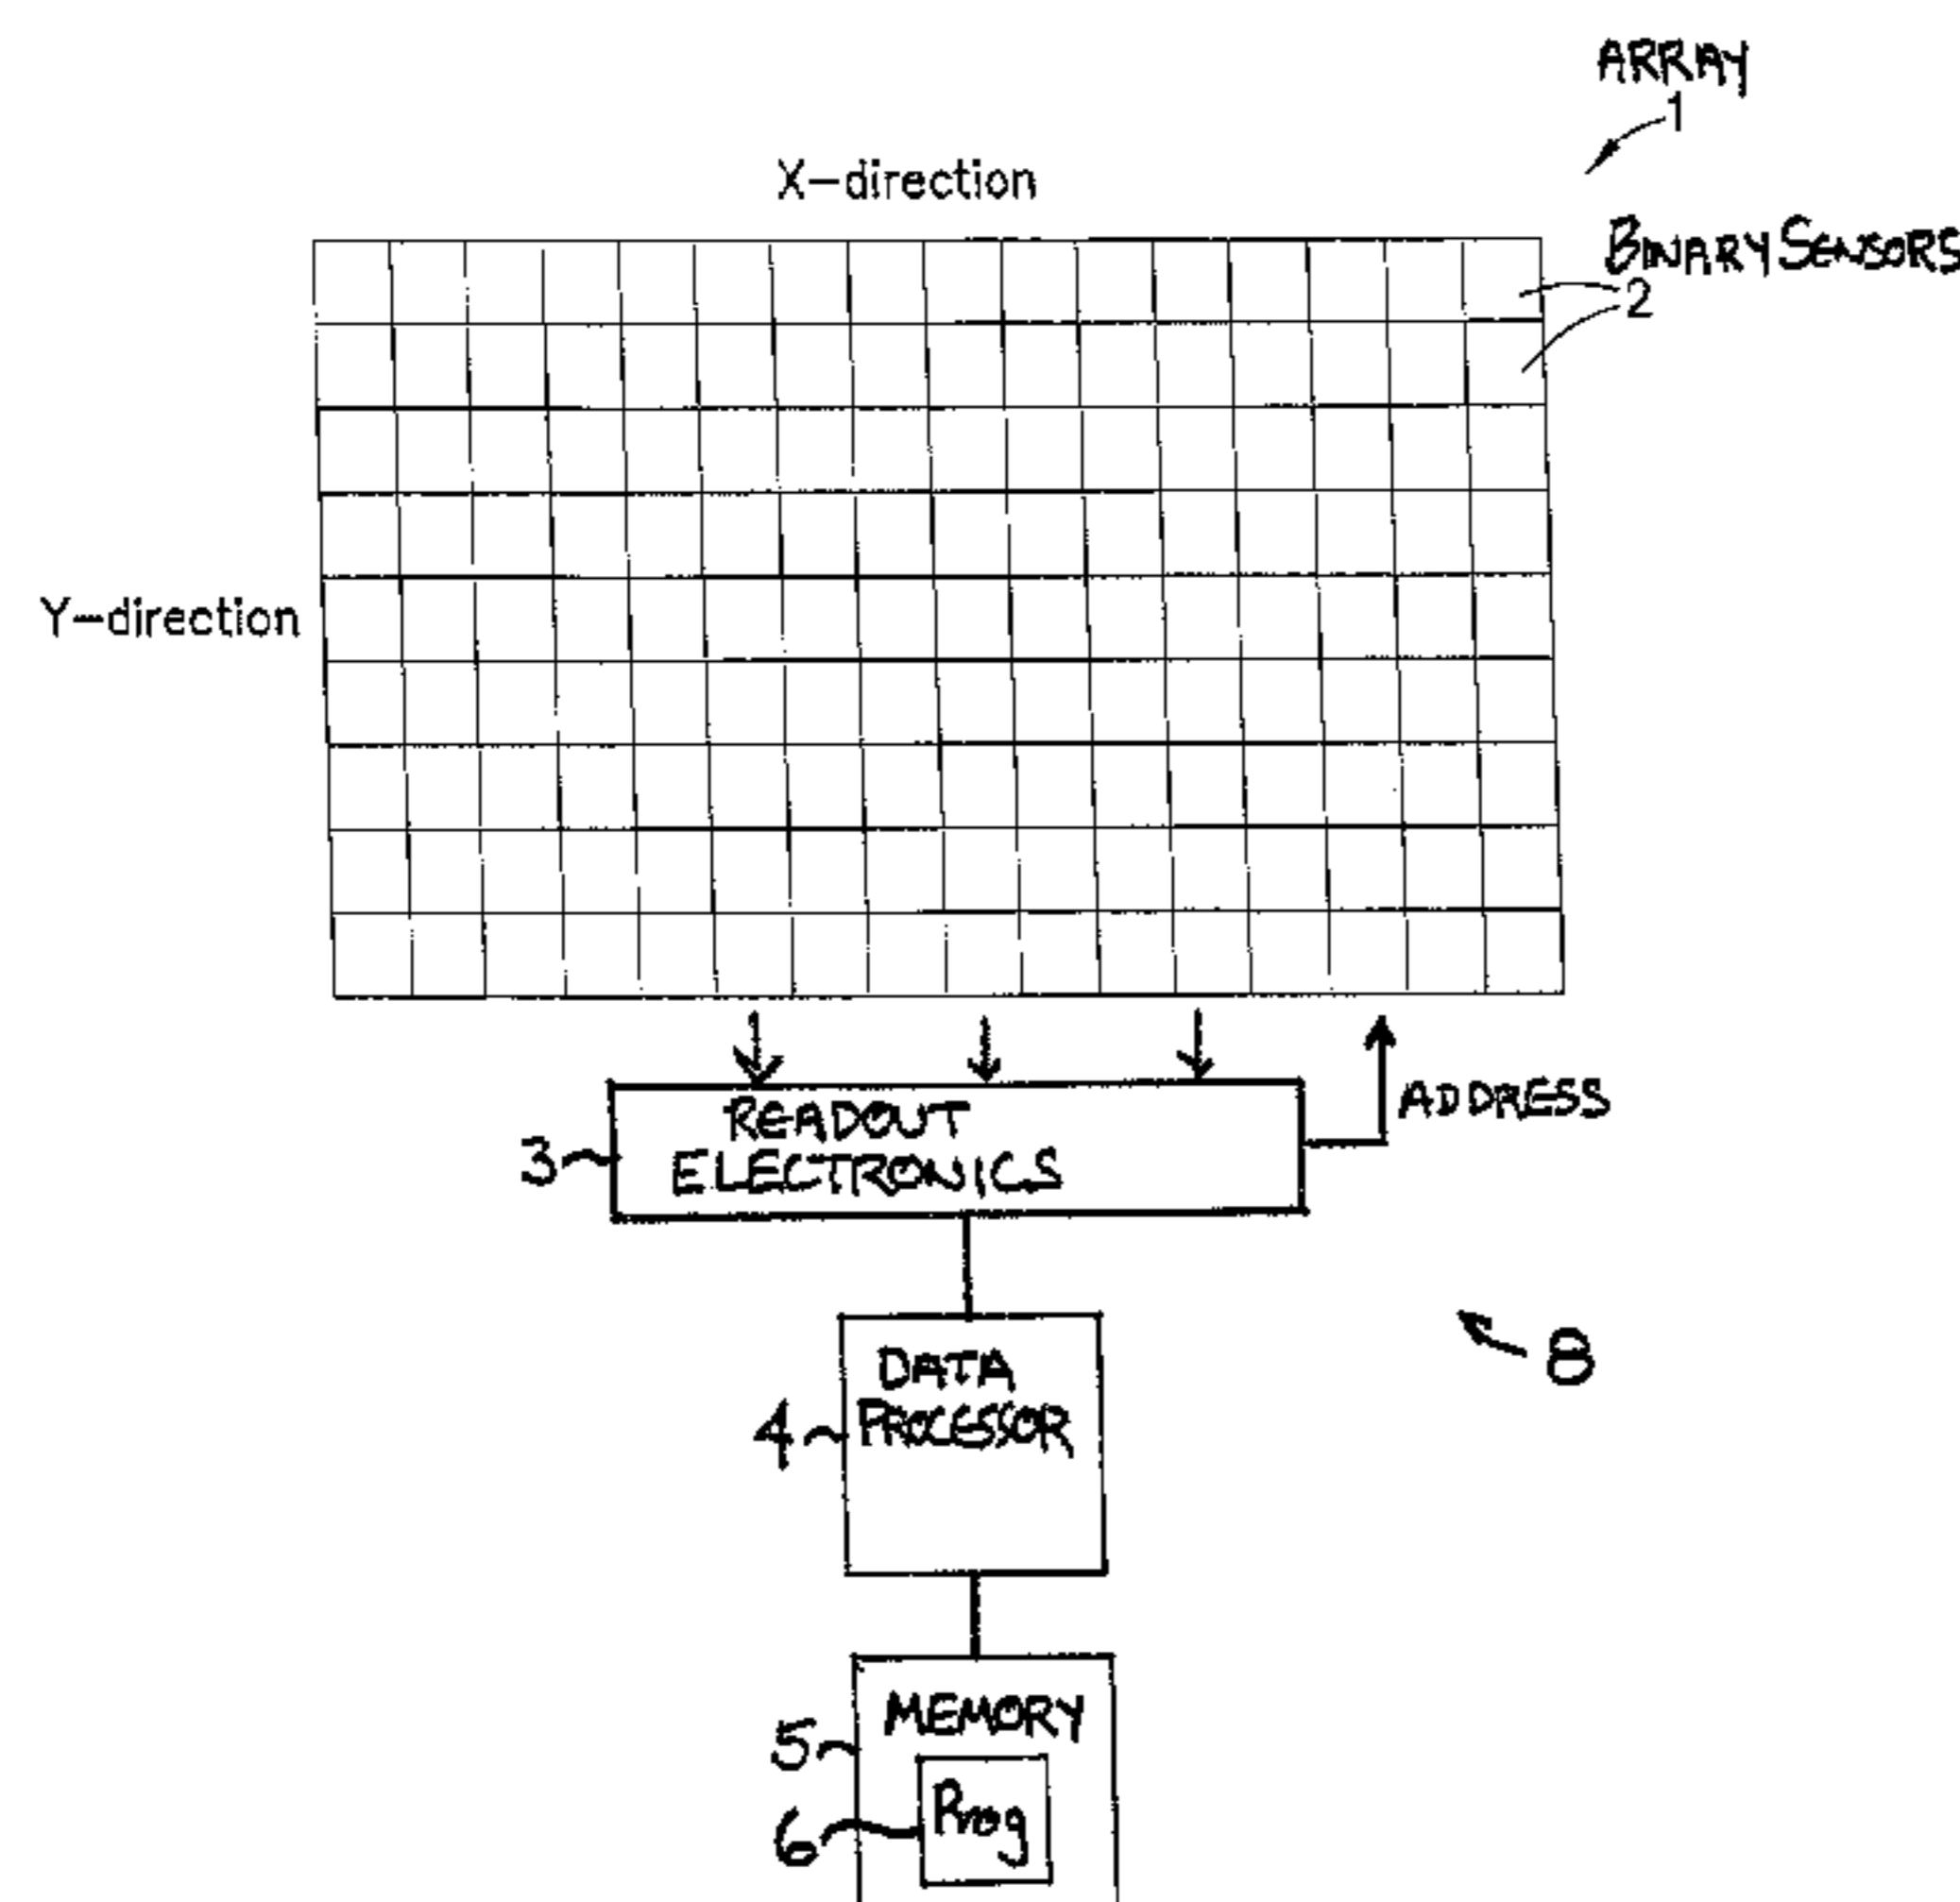 ARRAY
1
X-direction
BINARY SENSORS
2
Y-direction
ADDRESS
READOUT
3
ELECTRONICS
8
DATA
4
PROCESSOR
MEMORY
5
Prog
6